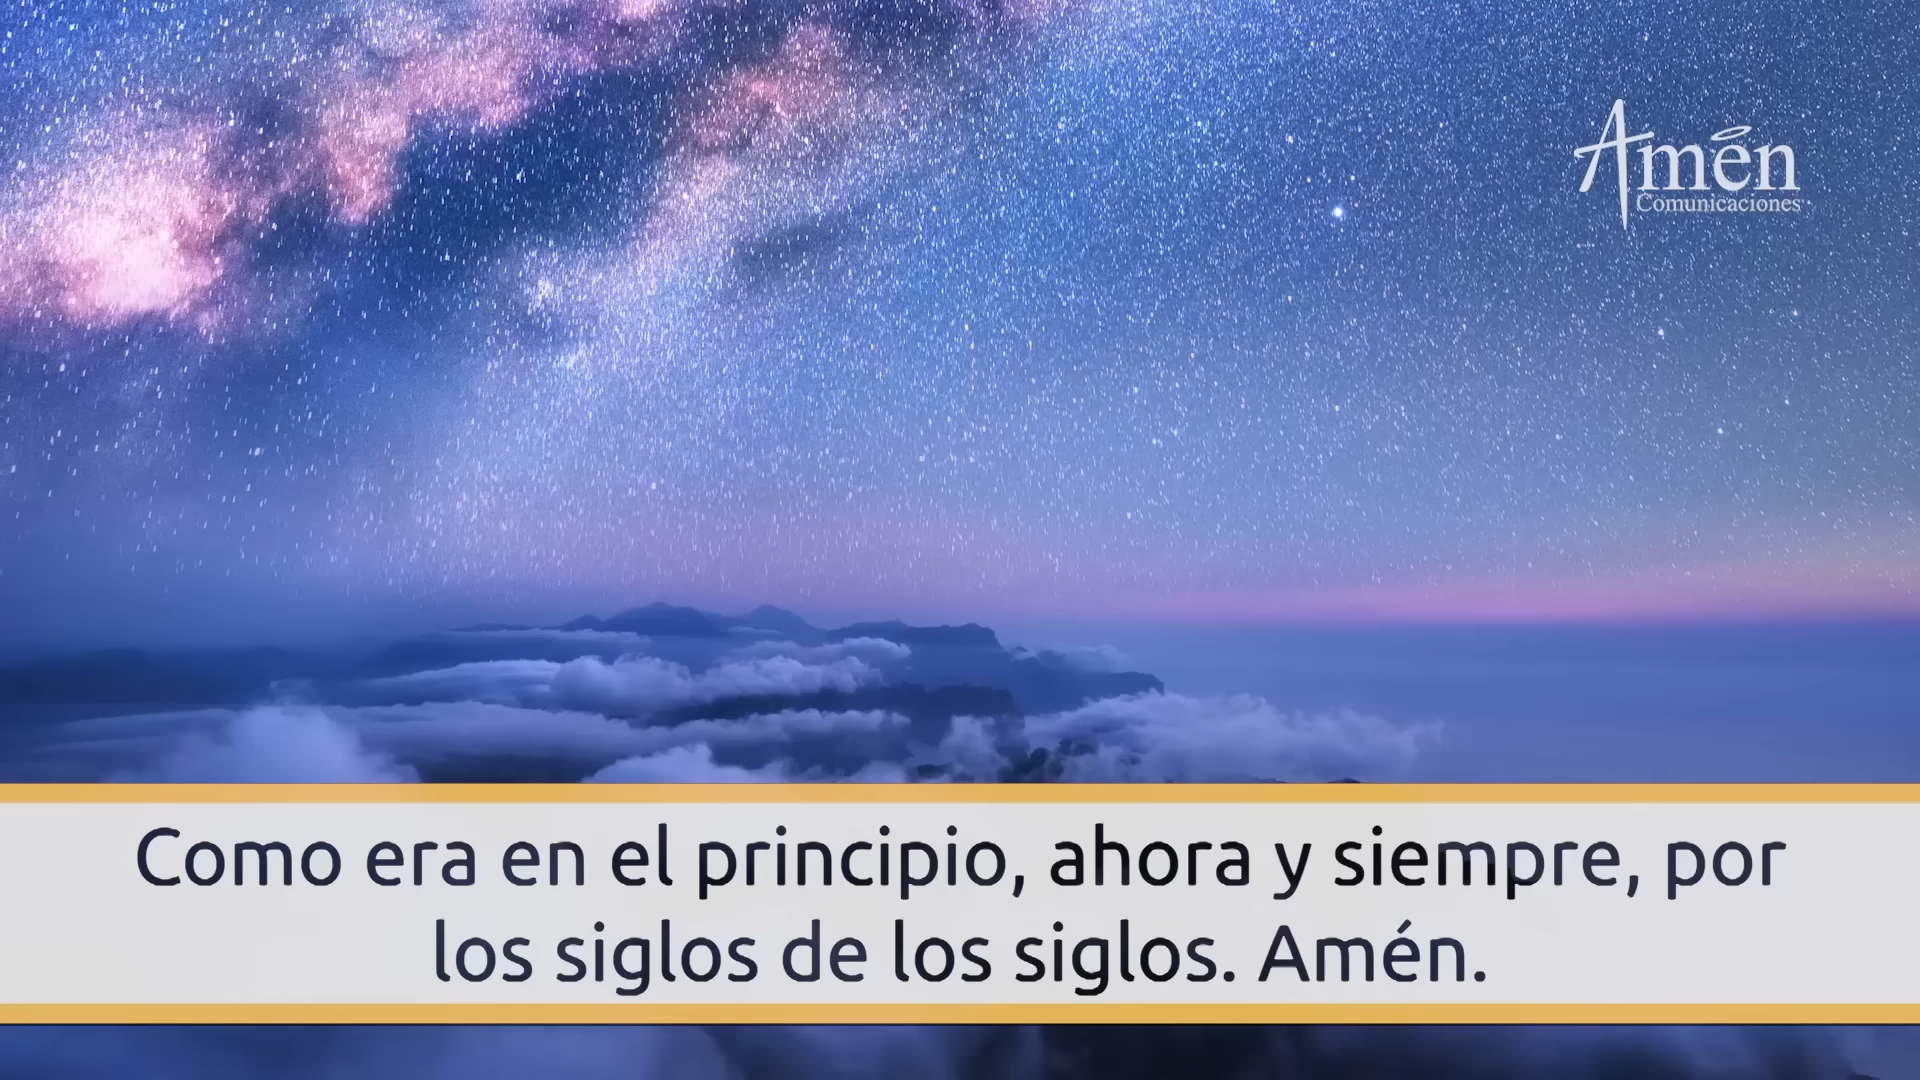 Amén
Comunicaciones
Como era en el principio, ahora y siempre, por
los siglos de los siglos. Amén.